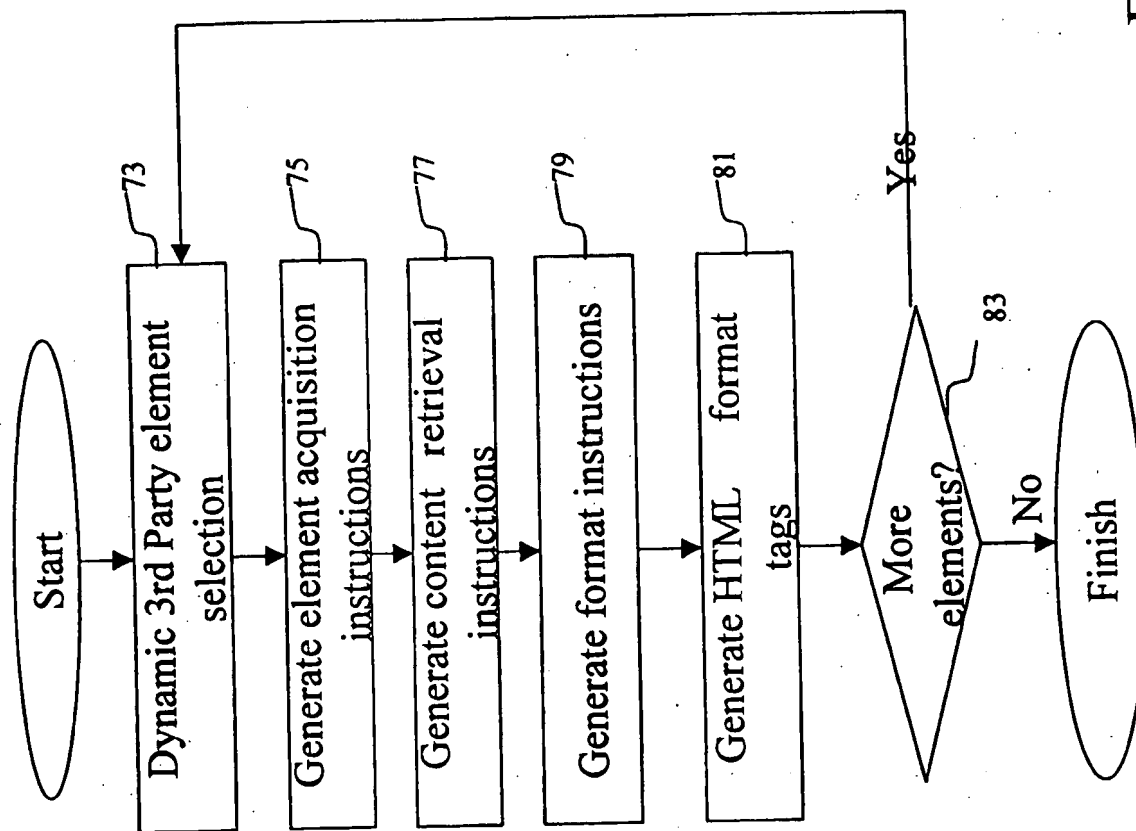 Start
Dynamic 3rd Party element
selection
73
Generate element acquisition
instructions
75
Generate content retrieval
instructions
77
Generate format instructions
79
Generate HTML format
tags
81
More
elements?
83
Yes
No
Finish